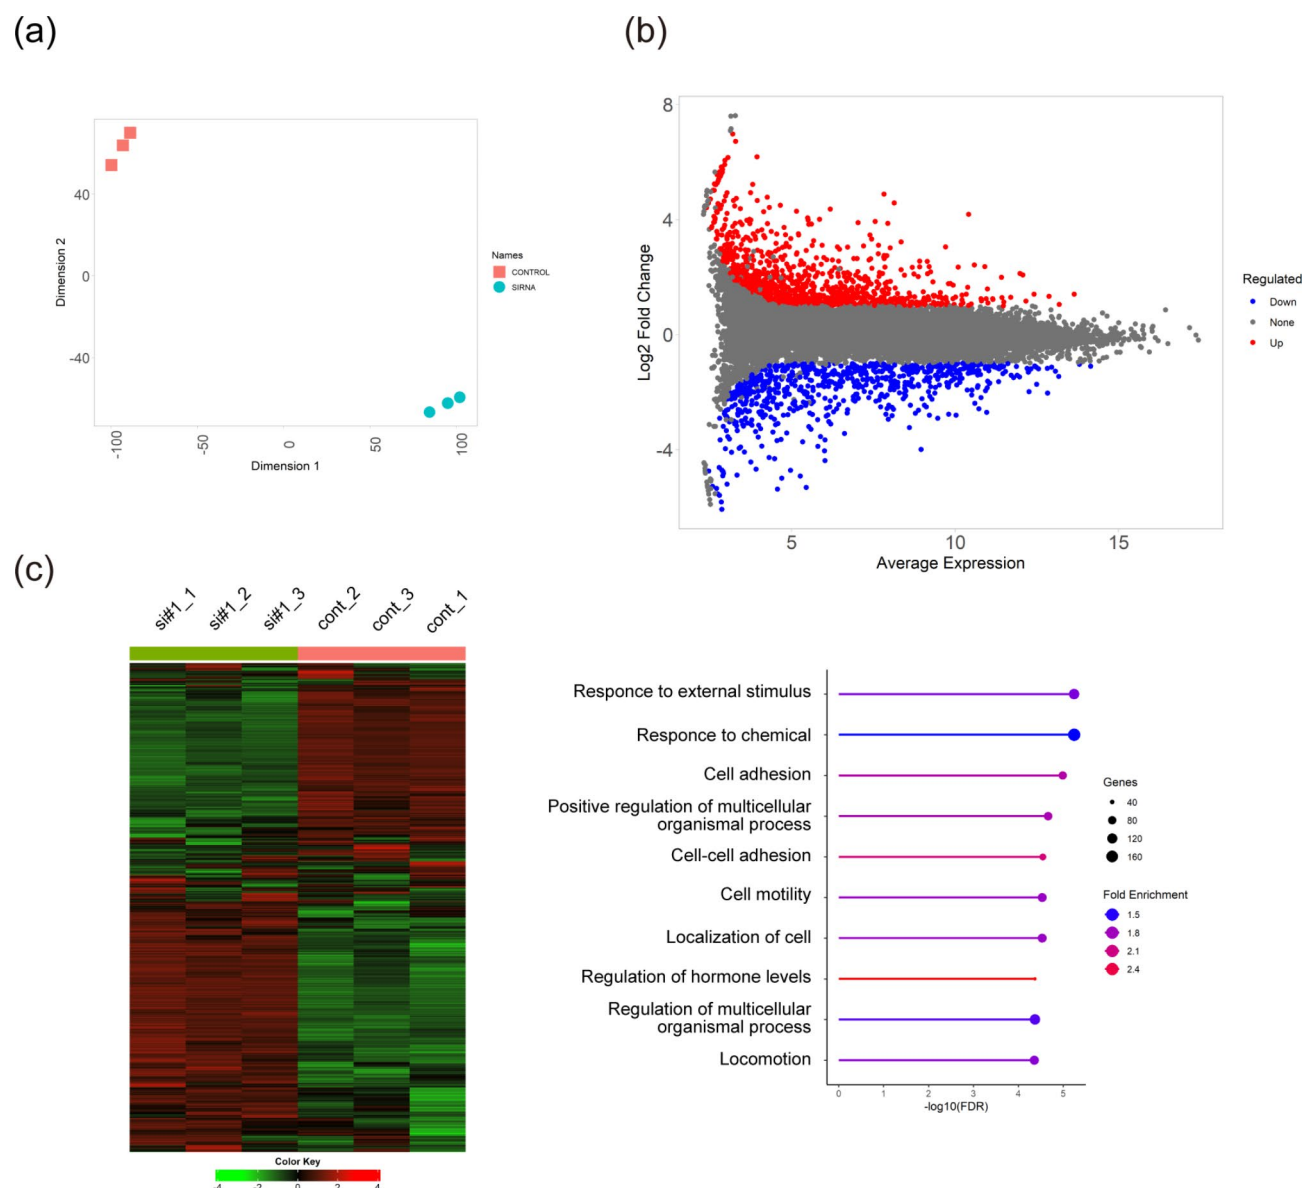 (a)
40
0
-40
Dimension 2
-100
-50
0
50
100
Dimension 1
Names
CONTROL
SIRNA
(b)
8
4
0
-4
Log2 Fold Change
5
10
15
Average Expression
Regulated
Down
None
Up
(c)
si#1_1
si#1_2
si#1_3
cont_2
cont_3
cont_1
Color Key
-4
-2
0
2
4
Responce to external stimulus
Responce to chemical
Cell adhesion
Positive regulation of multicellular
organismal process
Cell-cell adhesion
Cell motility
Localization of cell
Regulation of hormone levels
Regulation of multicellular
organismal process
Locomotion
0
1
2
3
4
5
-log10(FDR)
Genes
40
80
120
160
Fold Enrichment
1.5
1.8
2.1
2.4